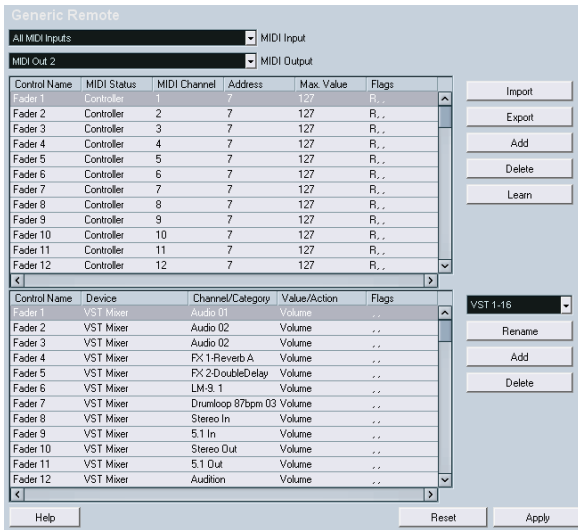 Generic Remote
All MIDI Inputs MIDI Input
MIDI Out 2 MIDI Output
Control Name MIDI Status MIDI Channel Address Max. Value Flags
Fader 1 Controller 1 7 127 R, ,
Fader 2 Controller 2 7 127 R, ,
Fader 3 Controller 3 7 127 R, ,
Fader 4 Controller 4 7 127 R, ,
Fader 5 Controller 5 7 127 R, ,
Fader 6 Controller 6 7 127 R, ,
Fader 7 Controller 7 7 127 R, ,
Fader 8 Controller 8 7 127 R, ,
Fader 9 Controller 9 7 127 R, ,
Fader 10 Controller 10 7 127 R, ,
Fader 11 Controller 11 7 127 R, ,
Fader 12 Controller 12 7 127 R, ,
Import
Export
Add
Delete
Learn
Control Name Device Channel/Category Value/Action Flags
Fader 1 VST Mixer Audio 01 Volume , ,
Fader 2 VST Mixer Audio 02 Volume , ,
Fader 3 VST Mixer Audio 02 Volume , ,
Fader 4 VST Mixer FX 1-Reverb A Volume , ,
Fader 5 VST Mixer FX 2-DoubleDelay Volume , ,
Fader 6 VST Mixer LM-9. 1 Volume , ,
Fader 7 VST Mixer Drumloop 87bpm 03 Volume , ,
Fader 8 VST Mixer Stereo In Volume , ,
Fader 9 VST Mixer 5.1 In Volume , ,
Fader 10 VST Mixer Stereo Out Volume , ,
Fader 11 VST Mixer 5.1 Out Volume , ,
Fader 12 VST Mixer Audition Volume , ,
VST 1-16
Rename
Add
Delete
Help Reset Apply